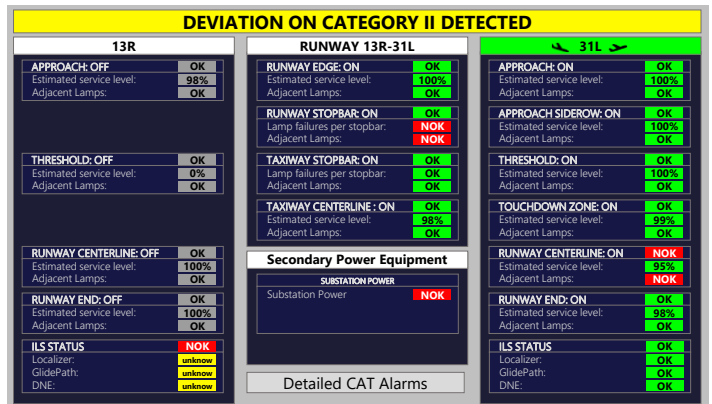 DEVIATION ON CATEGORY II DETECTED
13R
APPROACH: OFF OK
Estimated service level: 98%
Adjacent Lamps: OK
THRESHOLD: OFF OK
Estimated service level: 0%
Adjacent Lamps: OK
RUNWAY CENTERLINE: OFF OK
Estimated service level: 100%
Adjacent Lamps: OK
RUNWAY END: OFF OK
Estimated service level: 100%
Adjacent Lamps: OK
ILS STATUS NOK
Localizer: unknow
GlidePath: unknow
DNE: unknow
RUNWAY 13R-31L
RUNWAY EDGE: ON OK
Estimated service level: 100%
Adjacent Lamps: OK
RUNWAY STOPBAR: ON OK
Lamp failures per stopbar: NOK
Adjacent Lamps: NOK
TAXIWAY STOPBAR: ON OK
Lamp failures per stopbar: OK
Adjacent Lamps: OK
TAXIWAY CENTERLINE : ON OK
Estimated service level: 98%
Adjacent Lamps: OK
Secondary Power Equipment
SUBSTATION POWER
Substation Power NOK
Detailed CAT Alarms
31L
APPROACH: ON OK
Estimated service level: 100%
Adjacent Lamps: OK
APPROACH SIDEROW: ON OK
Estimated service level: 100%
Adjacent Lamps: OK
THRESHOLD: ON OK
Estimated service level: 100%
Adjacent Lamps: OK
TOUCHDOWN ZONE: ON OK
Estimated service level: 99%
Adjacent Lamps: OK
RUNWAY CENTERLINE: ON NOK
Estimated service level: 95%
Adjacent Lamps: NOK
RUNWAY END: ON OK
Estimated service level: 98%
Adjacent Lamps: OK
ILS STATUS OK
Localizer: OK
GlidePath: OK
DNE: OK